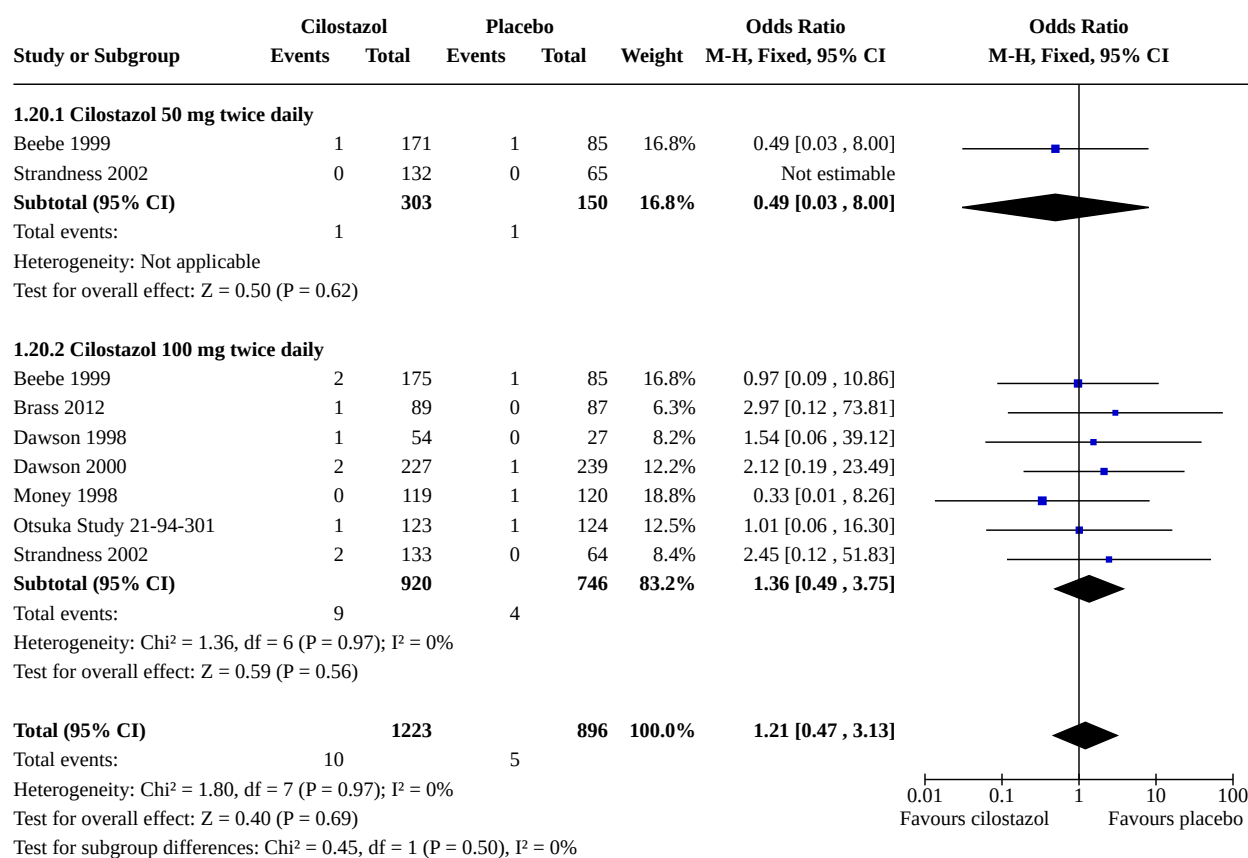 Cilostazol Placebo Odds Ratio Odds Ratio
Study or Subgroup Events Total Events Total Weight M-H, Fixed, 95% CI M-H, Fixed, 95% CI
1.20.1 Cilostazol 50 mg twice daily
Beebe 1999 1 171 1 85 16.8% 0.49 [0.03 , 8.00]
Strandness 2002 0 132 0 65 Not estimable
Subtotal (95% CI) 303 150 16.8% 0.49 [0.03 , 8.00]
Total events: 1 1
Heterogeneity: Not applicable
Test for overall effect: Z = 0.50 (P = 0.62)
1.20.2 Cilostazol 100 mg twice daily
Beebe 1999 2 175 1 85 16.8% 0.97 [0.09 , 10.86]
Brass 2012 1 89 0 87 6.3% 2.97 [0.12 , 73.81]
Dawson 1998 1 54 0 27 8.2% 1.54 [0.06 , 39.12]
Dawson 2000 2 227 1 239 12.2% 2.12 [0.19 , 23.49]
Money 1998 0 119 1 120 18.8% 0.33 [0.01 , 8.26]
Otsuka Study 21-94-301 1 123 1 124 12.5% 1.01 [0.06 , 16.30]
Strandness 2002 2 133 0 64 8.4% 2.45 [0.12 , 51.83]
Subtotal (95% CI) 920 746 83.2% 1.36 [0.49 , 3.75]
Total events: 9 4
Heterogeneity: Chi² = 1.36, df = 6 (P = 0.97); I² = 0%
Test for overall effect: Z = 0.59 (P = 0.56)
Total (95% CI) 1223 896 100.0% 1.21 [0.47 , 3.13]
Total events: 10 5
Heterogeneity: Chi² = 1.80, df = 7 (P = 0.97); I² = 0%
0.01 0.1 1 10 100
Test for overall effect: Z = 0.40 (P = 0.69)
Favours cilostazol Favours placebo
Test for subgroup differences: Chi² = 0.45, df = 1 (P = 0.50), I² = 0%